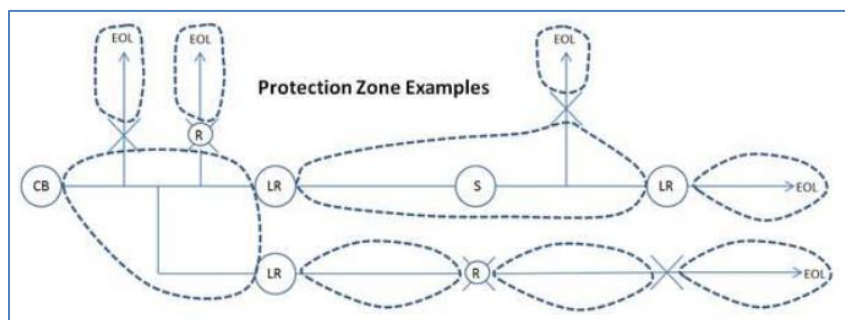 EOL EOL EOL
Protection Zone Examples
R
CB LR S LR EOL
LR R EOL